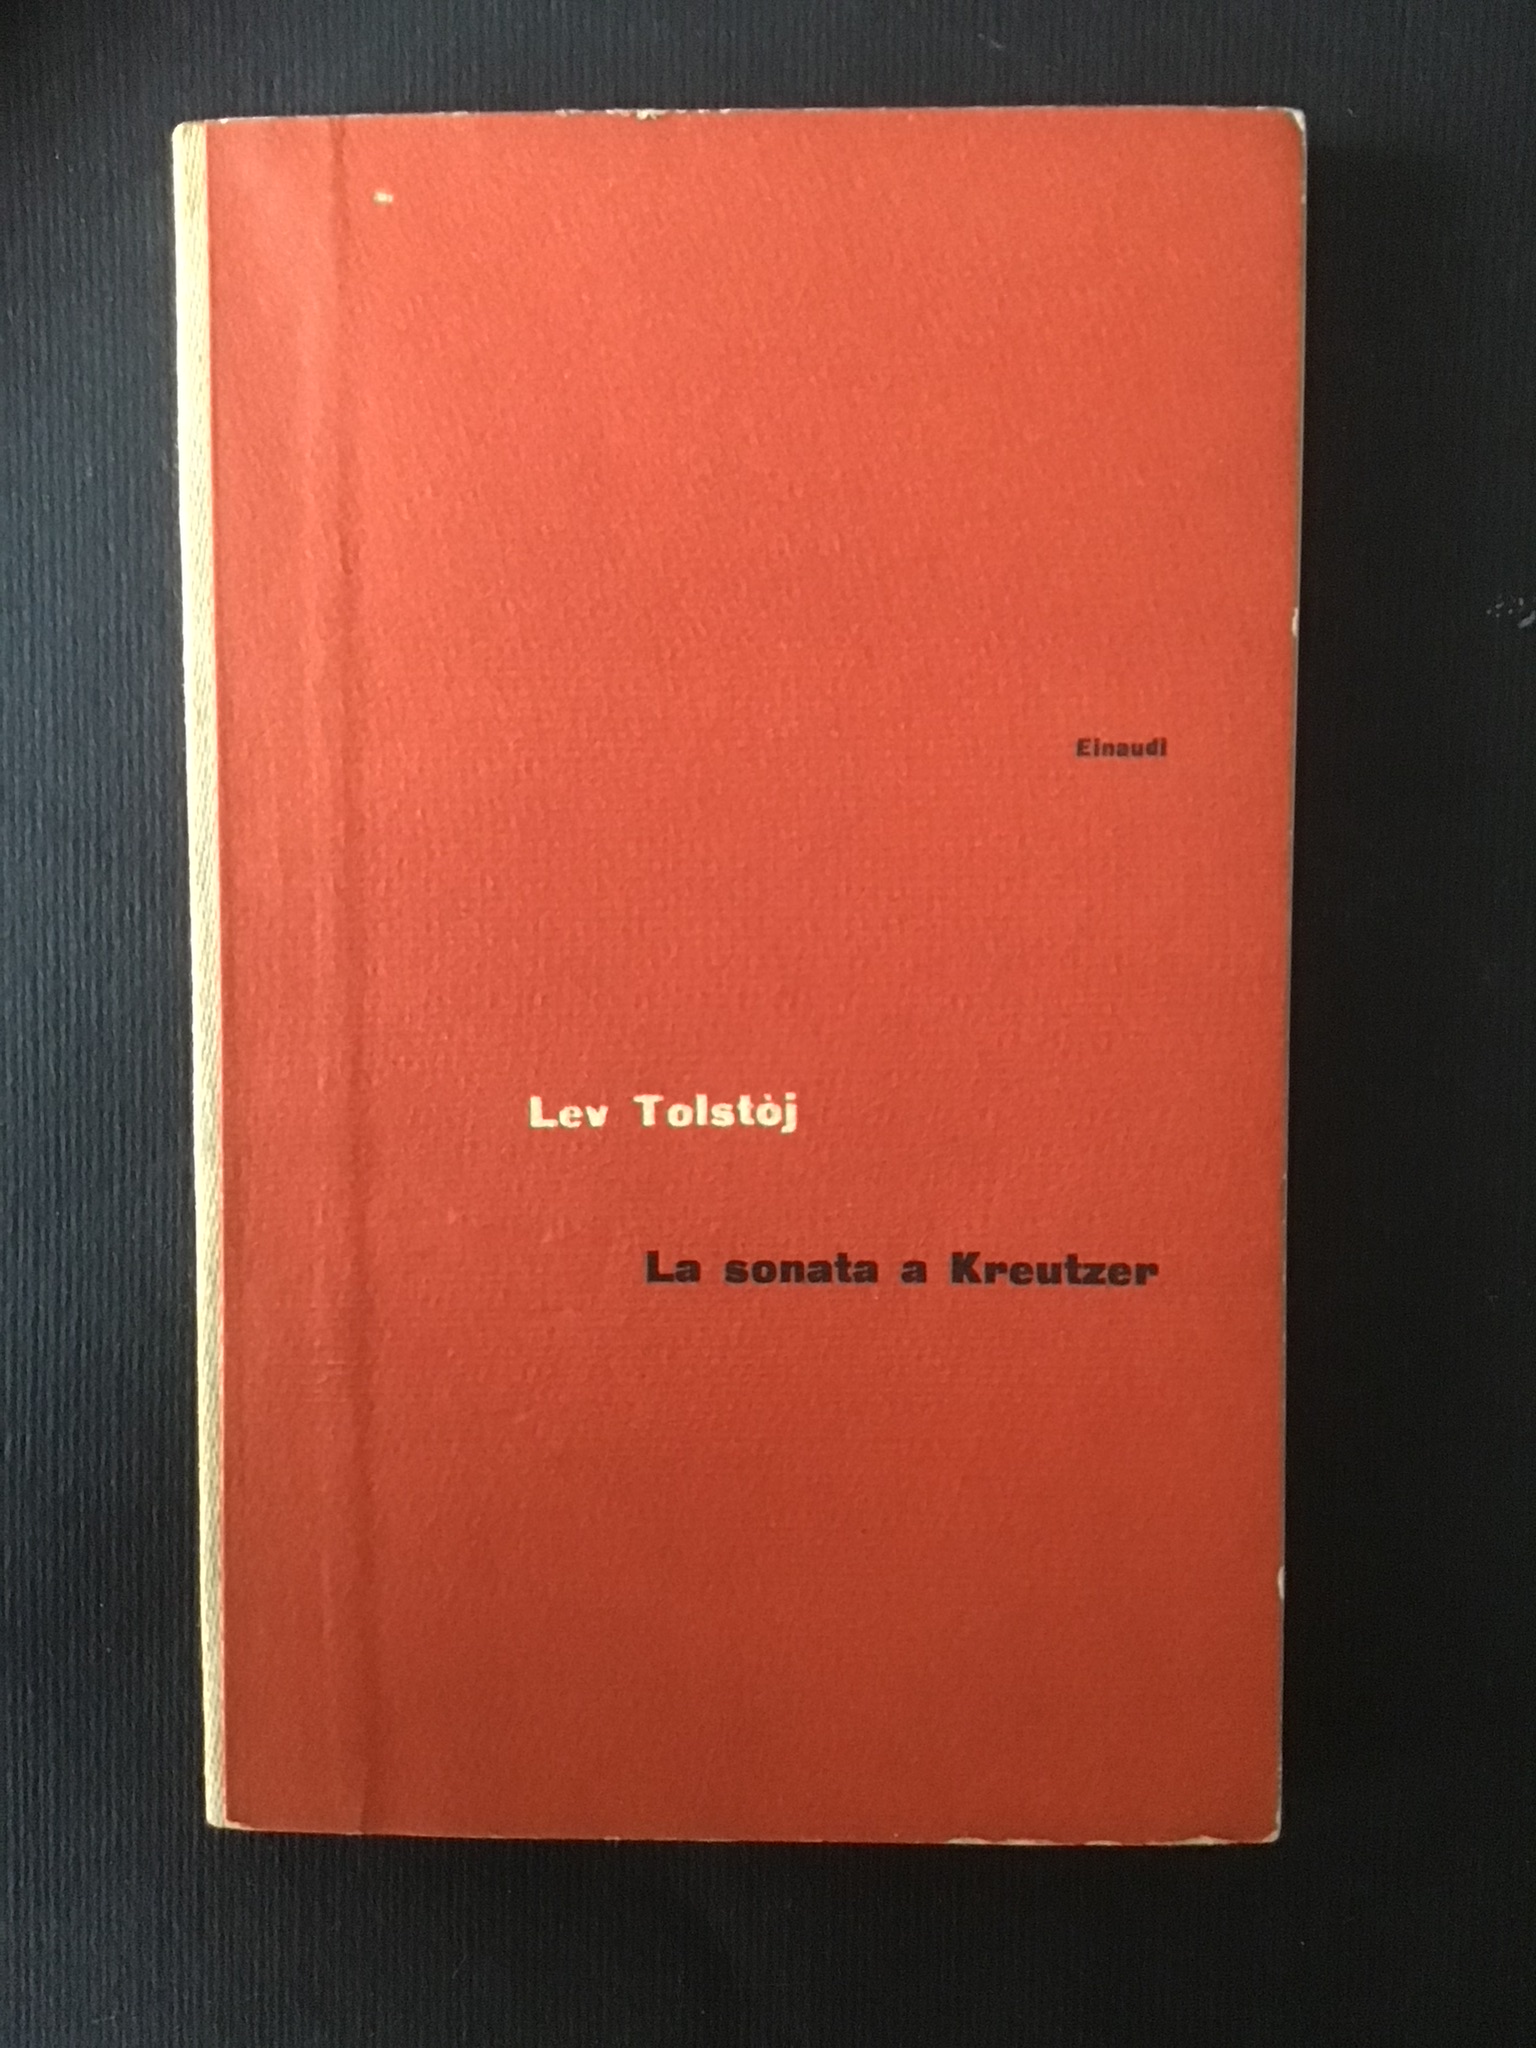 Einaudi
Lev Tolstòj
La sonata a Kreutzer